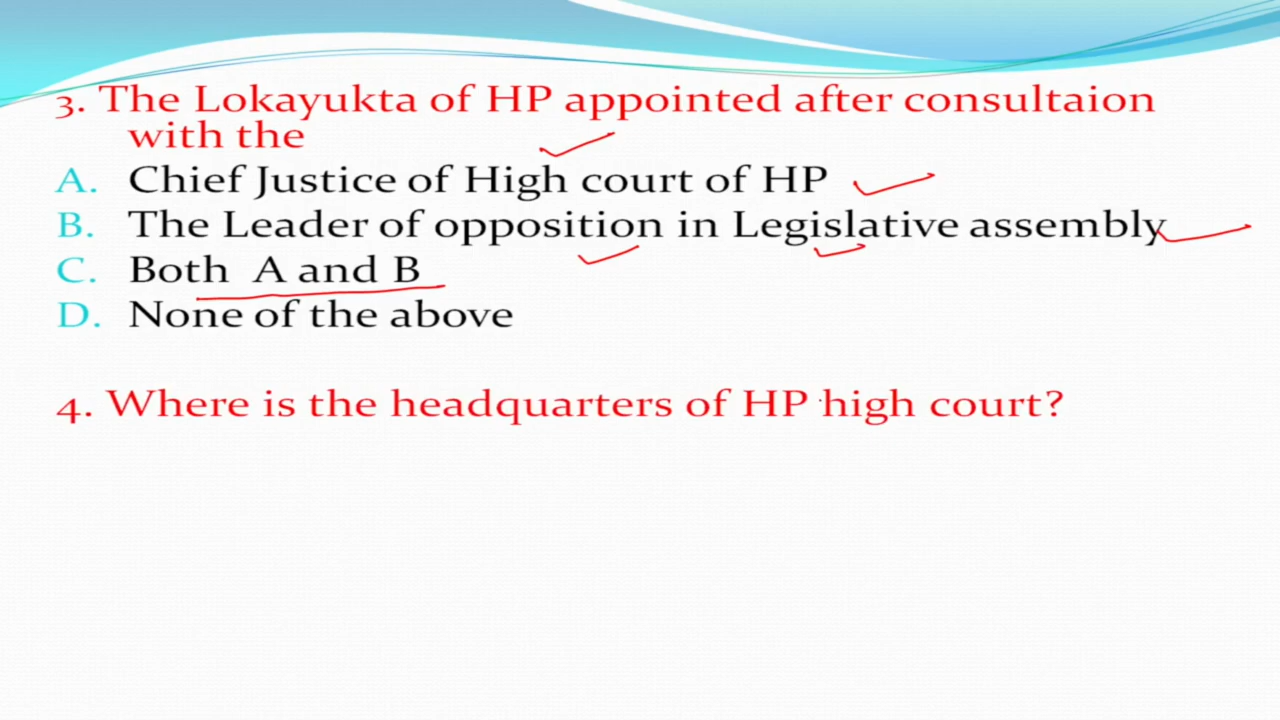 3. The Lokayukta of HP appointed after consultaion
with the
A. Chief Justice of High court of HP
B. The Leader of opposition in Legislative assembly
C. Both A and B
D. None of the above
4. Where is the headquarters of HP high court?